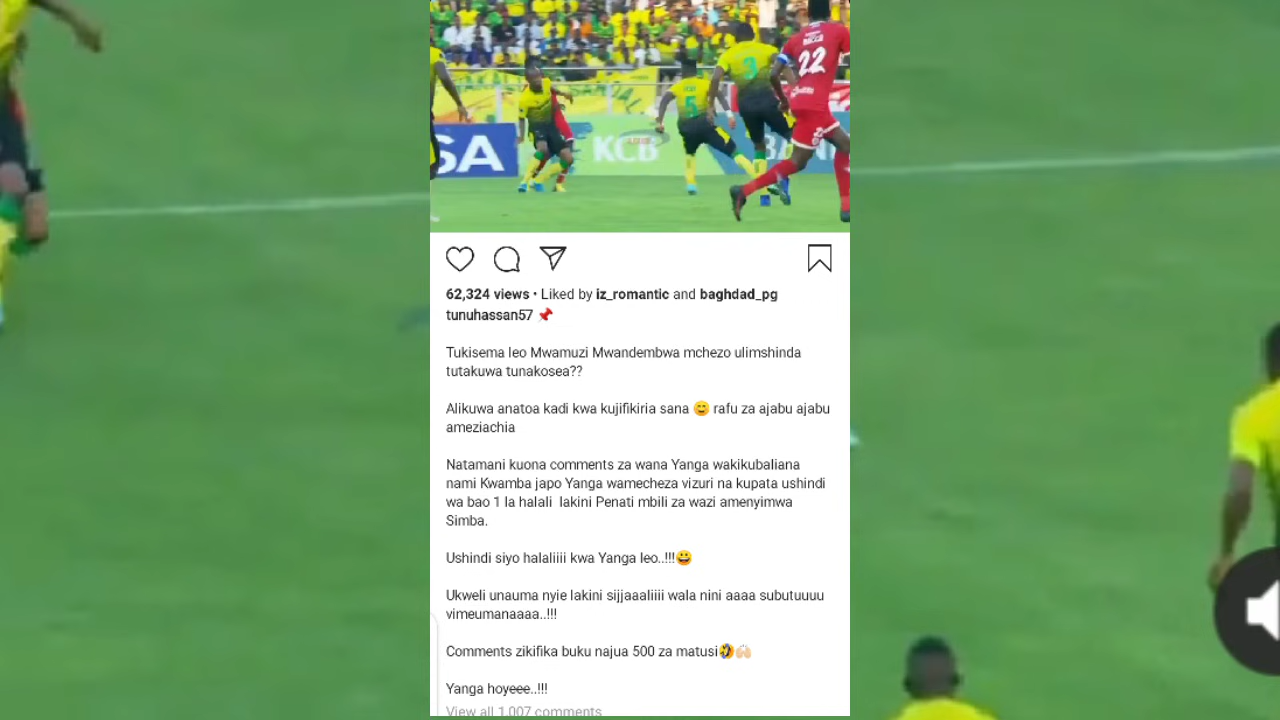 3
22
5
SA
KCB
BAN
62,324 views • Liked by iz_romantic and baghdad_pg
tunuhassan57 📌
Tukisema leo Mwamuzi Mwandembwa mchezo ulimshinda
tutakuwa tunakosea??
Alikuwa anatoa kadi kwa kujifikiria sana 😊 rafu za ajabu ajabu
ameziachia
Natamani kuona comments za wana Yanga wakikubaliana
nami Kwamba japo Yanga wamecheza vizuri na kupata ushindi
wa bao 1 la halali lakini Penati mbili za wazi amenyimwa
Simba.
Ushindi siyo halaliiii kwa Yanga leo..!!!😀
Ukweli unauma nyie lakini sijjaaaliiii wala nini aaaa subutuuuu
vimeumanaaaa..!!!
Comments zikifika buku najua 500 za matusi🤣🙌🏻
Yanga hoyeee..!!!
View all 1,007 comments